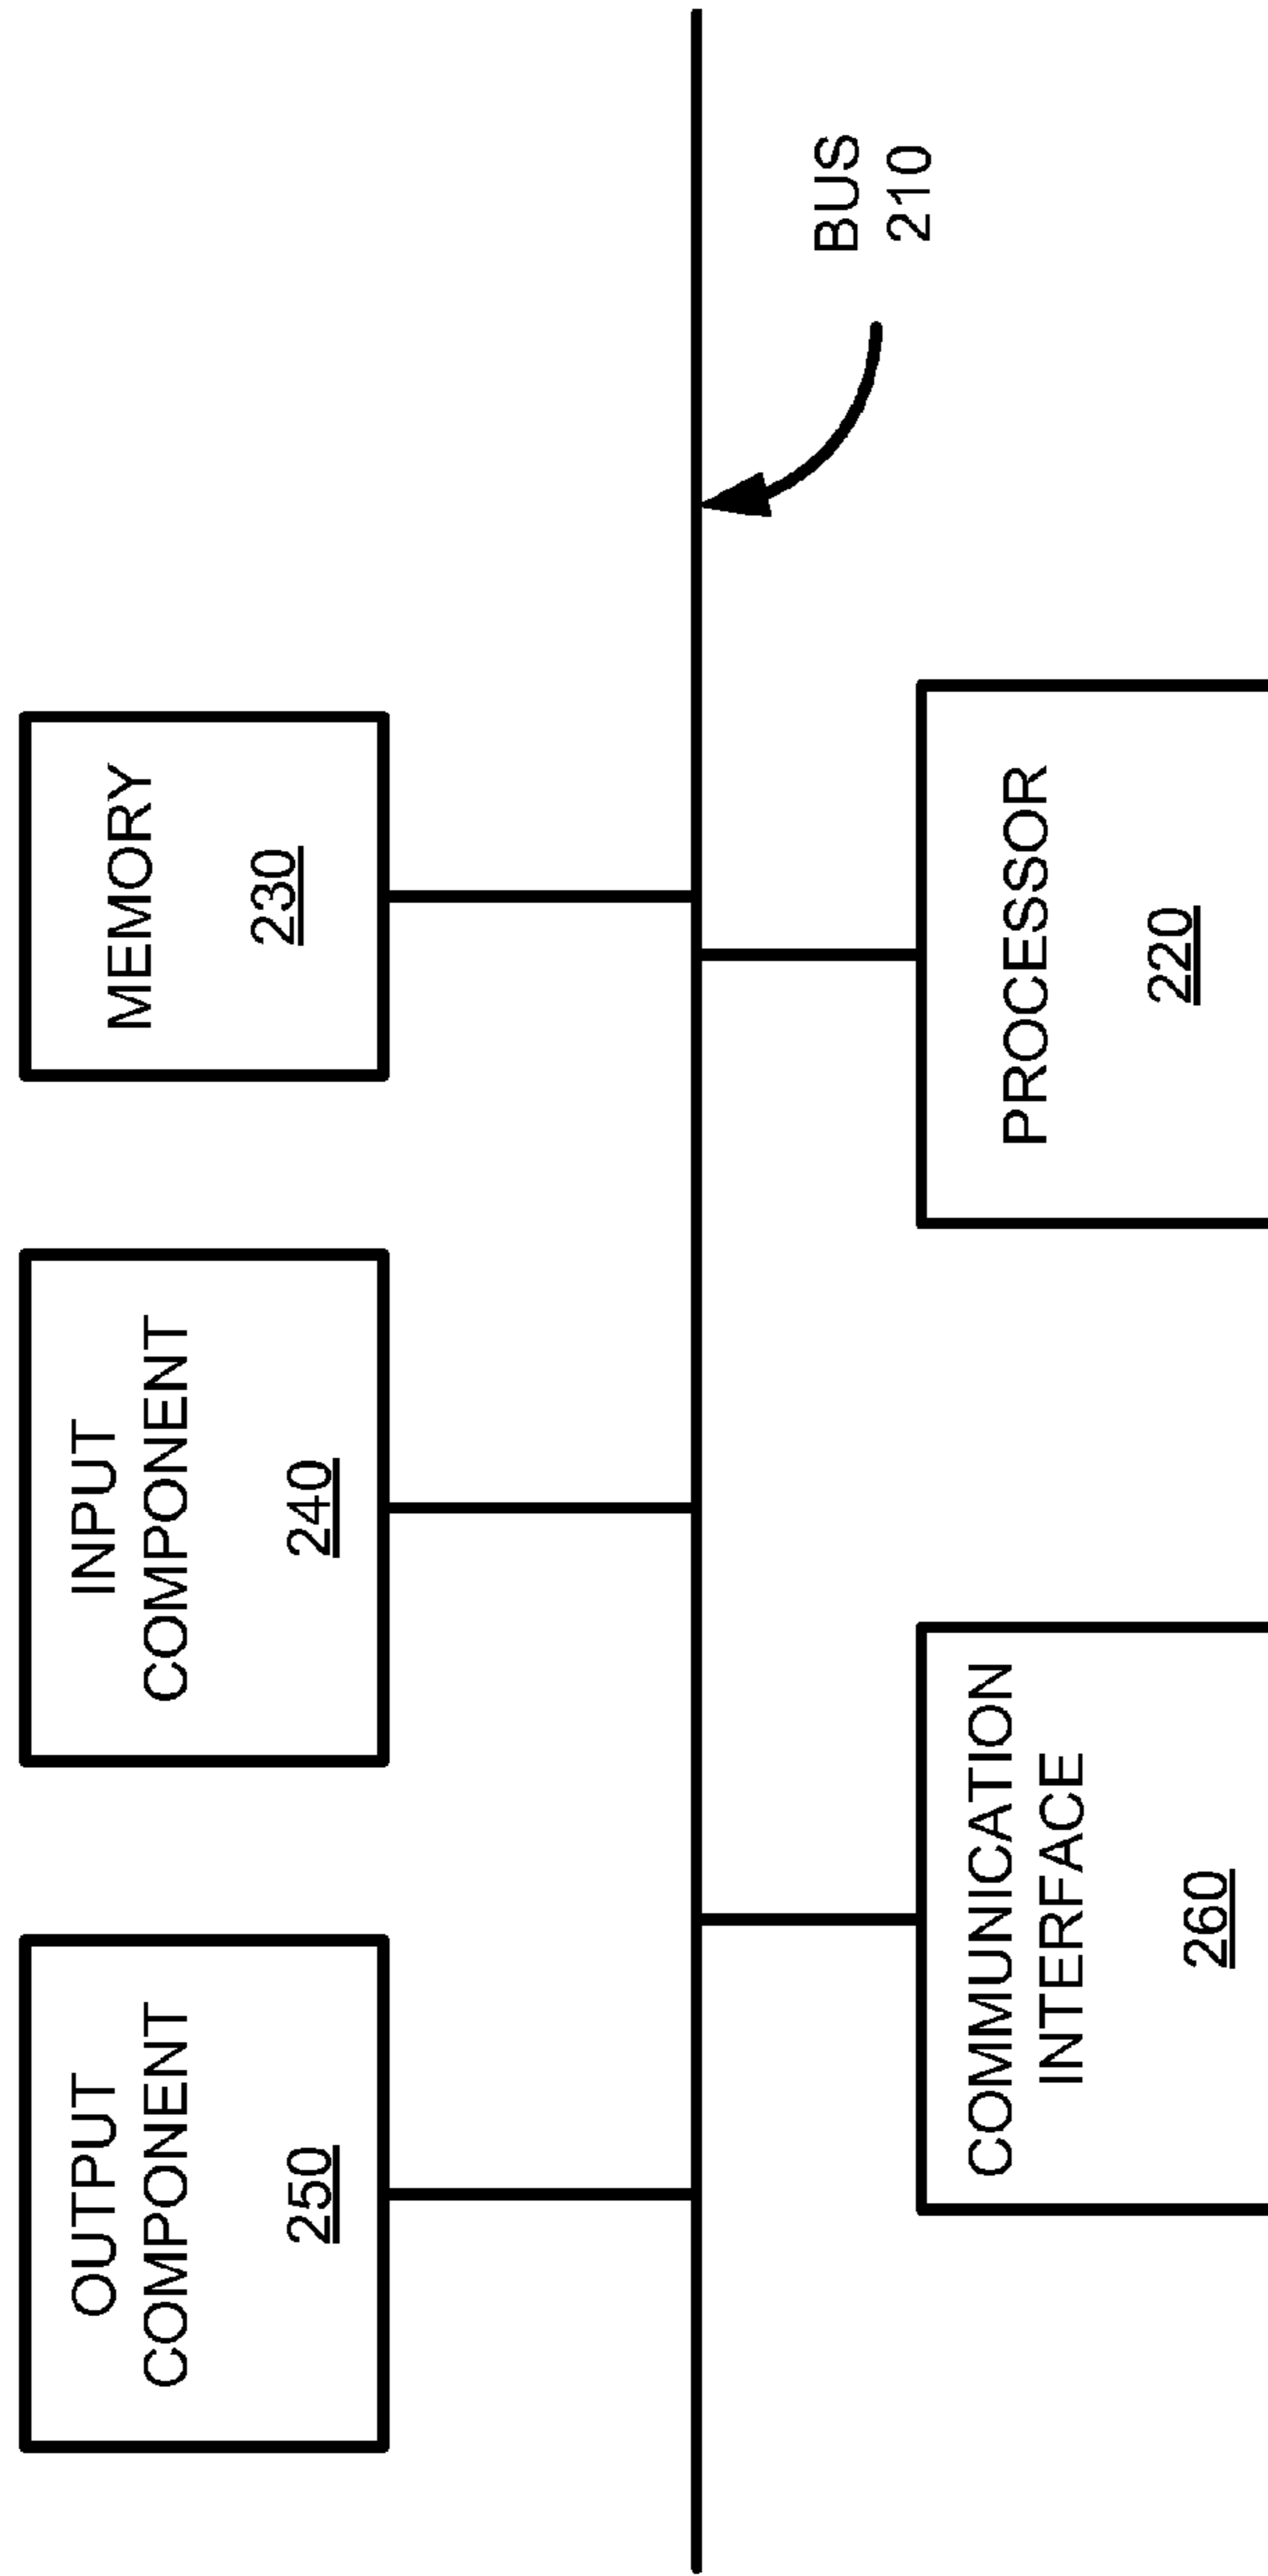 OUTPUT
COMPONENT
250
INPUT
COMPONENT
240
MEMORY
230
BUS
210
COMMUNICATION
INTERFACE
260
PROCESSOR
220